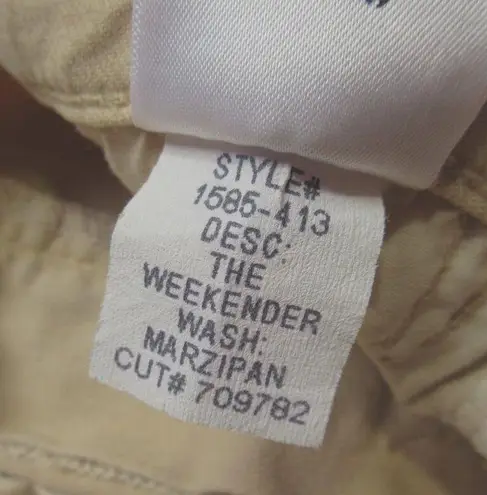 STYLE#
1585-413
DESC:
THE
WEEKENDER
WASH:
MARZIPAN
CUT# 709782